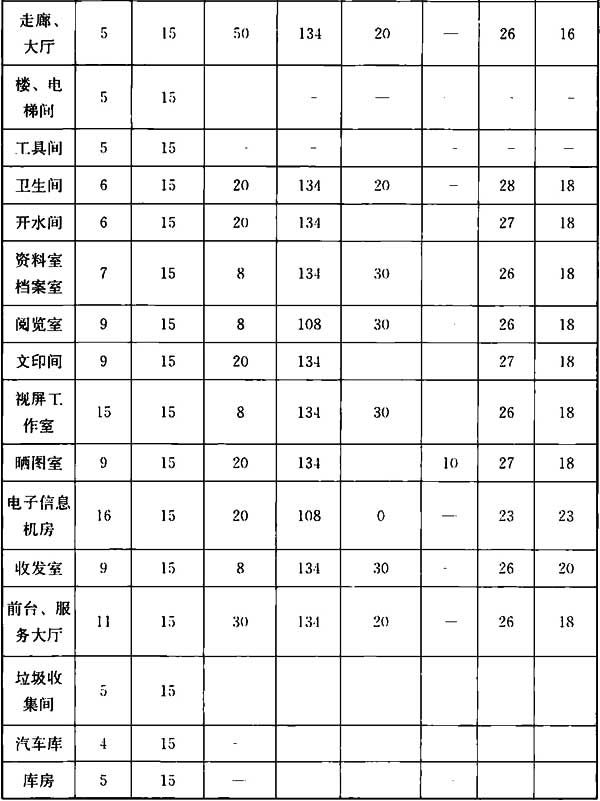 走廊、
大厅 5 15 50 134 20 — 26 16
楼、电
梯间 5 15 - — - - -
工具间 5 15 - - - — —
卫生间 6 15 20 134 20 - 28 18
开水间 6 15 20 134 27 18
资料室
档案室 7 15 8 134 30 26 18
阅览室 9 15 8 108 30 - 26 18
文印间 9 15 20 134 27 18
视屏工
作室 15 15 8 134 30 26 18
晒图室 9 15 20 134 10 27 18
电子信息
机房 16 15 20 108 0 — 23 23
收发室 9 15 8 134 30 - 26 20
前台、服
务大厅 11 15 30 134 20 — 26 18
垃圾收
集间 5 15
汽车库 4 15 -
库房 5 15 — -